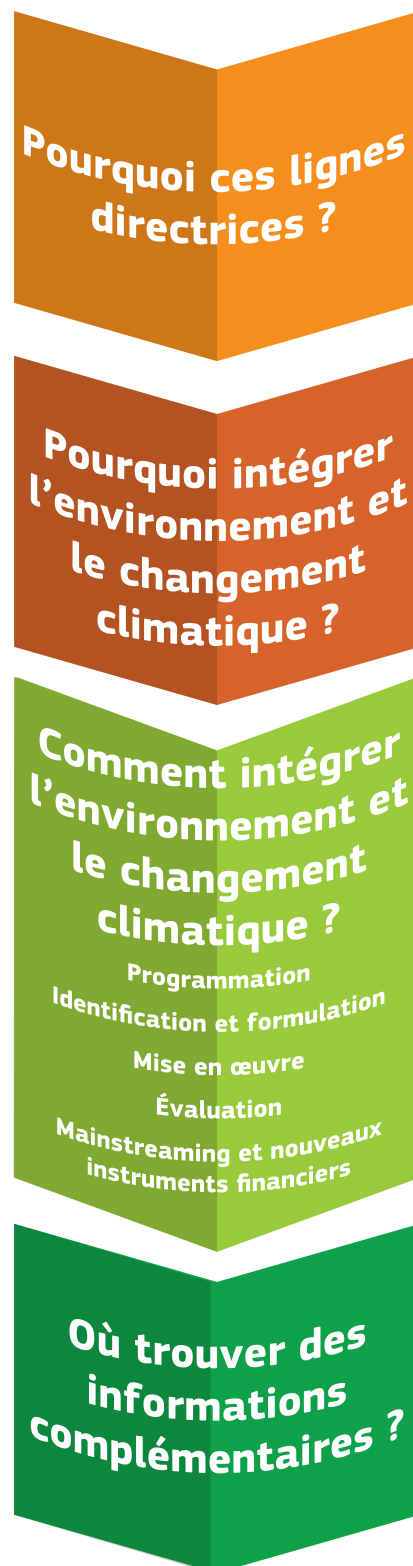 Pourquoi ces lignes
directrices ?
Pourquoi intégrer
l’environnement et
le changement
climatique ?
Comment intégrer
l’environnement et
le changement
climatique ?
Programmation
Identification et formulation
Mise en œuvre
Évaluation
Mainstreaming et nouveaux
instruments financiers
Où trouver des
informations
complémentaires ?